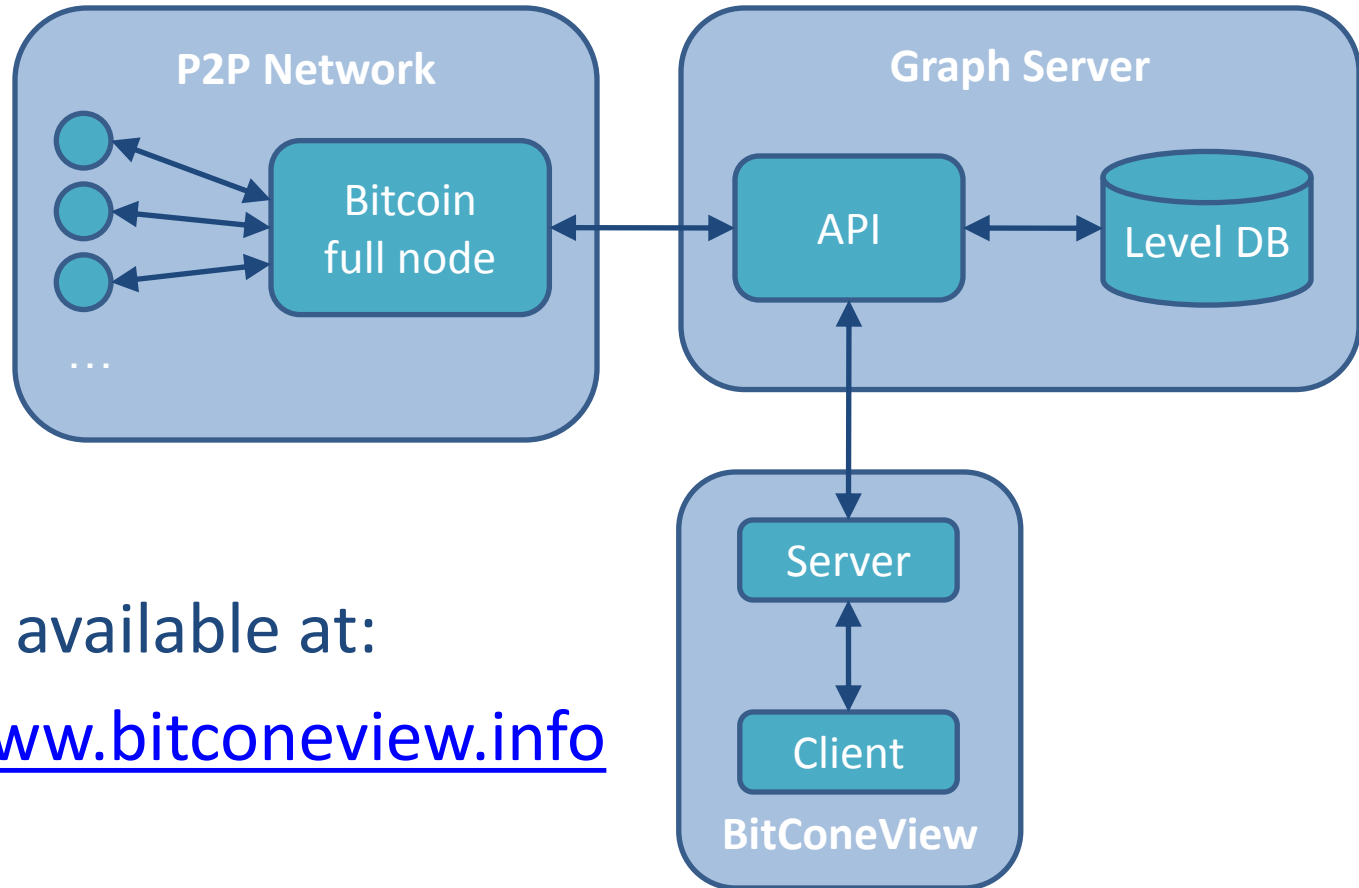 P2P Network
Bitcoin
full node
...
Graph Server
API
Level DB
Server
Client
BitConeView
available at:
ww.bitconeview.info